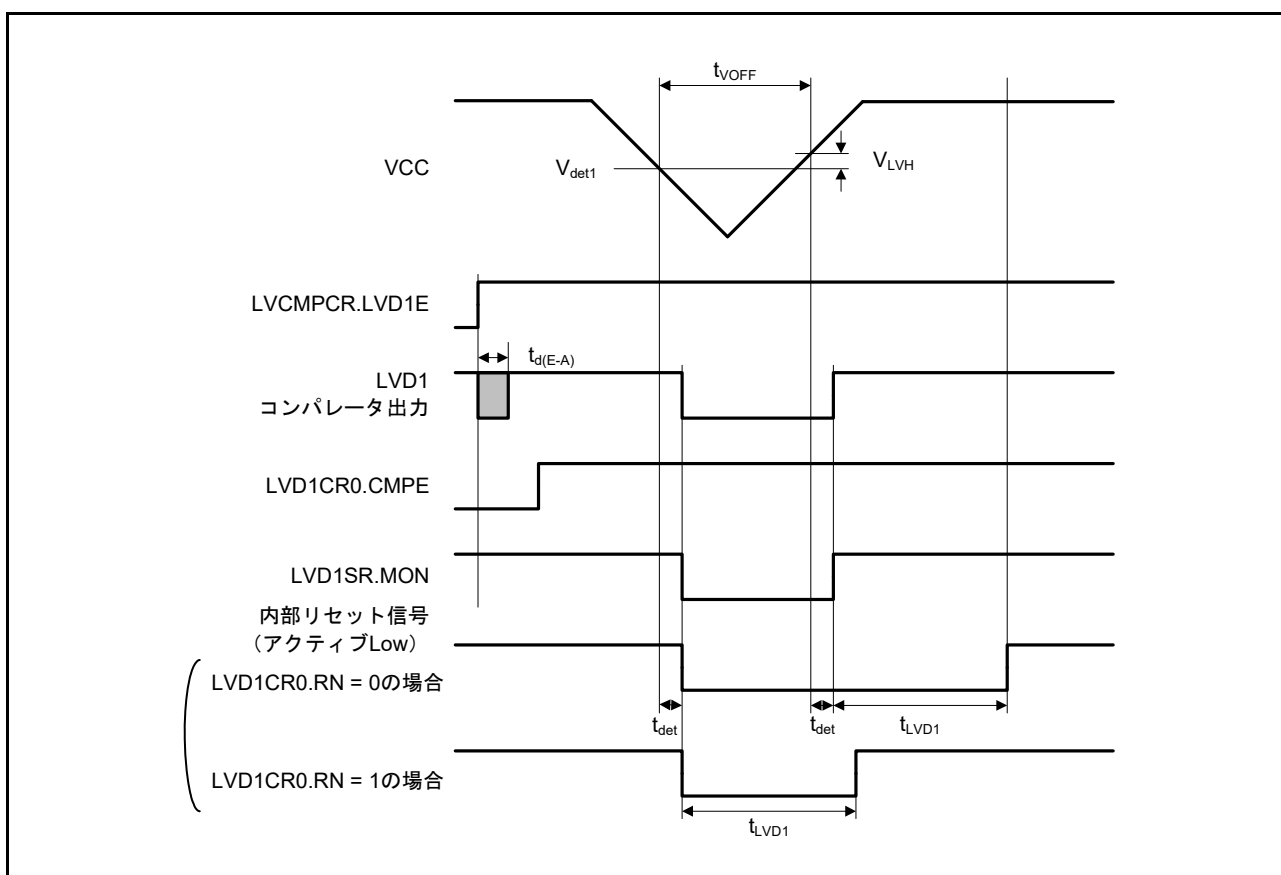 tVOFF
VCC
Vdet1
VLVH
LVCMPCR.LVD1E
td(E-A)
LVD1
コンパレータ出力
LVD1CR0.CMPE
LVD1SR.MON
内部リセット信号
（アクティブLow）
LVD1CR0.RN = 0の場合
tdet
tdet
tLVD1
LVD1CR0.RN = 1の場合
tLVD1